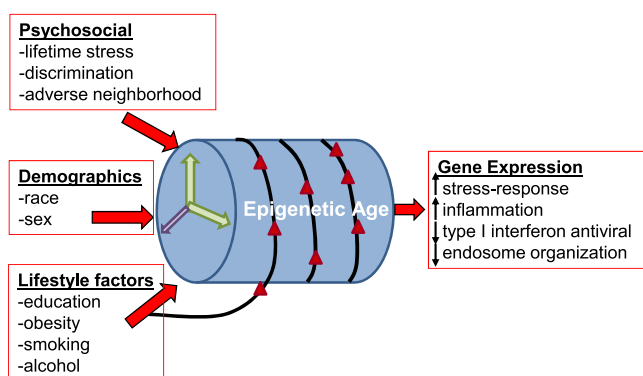 Psychosocial
-lifetime stress
-discrimination
-adverse neighborhood
Demographics
-race
-sex
Lifestyle factors
-education
-obesity
-smoking
-alcohol
Epigenetic Age
Gene Expression
stress-response
inflammation
type I interferon antiviral
endosome organization